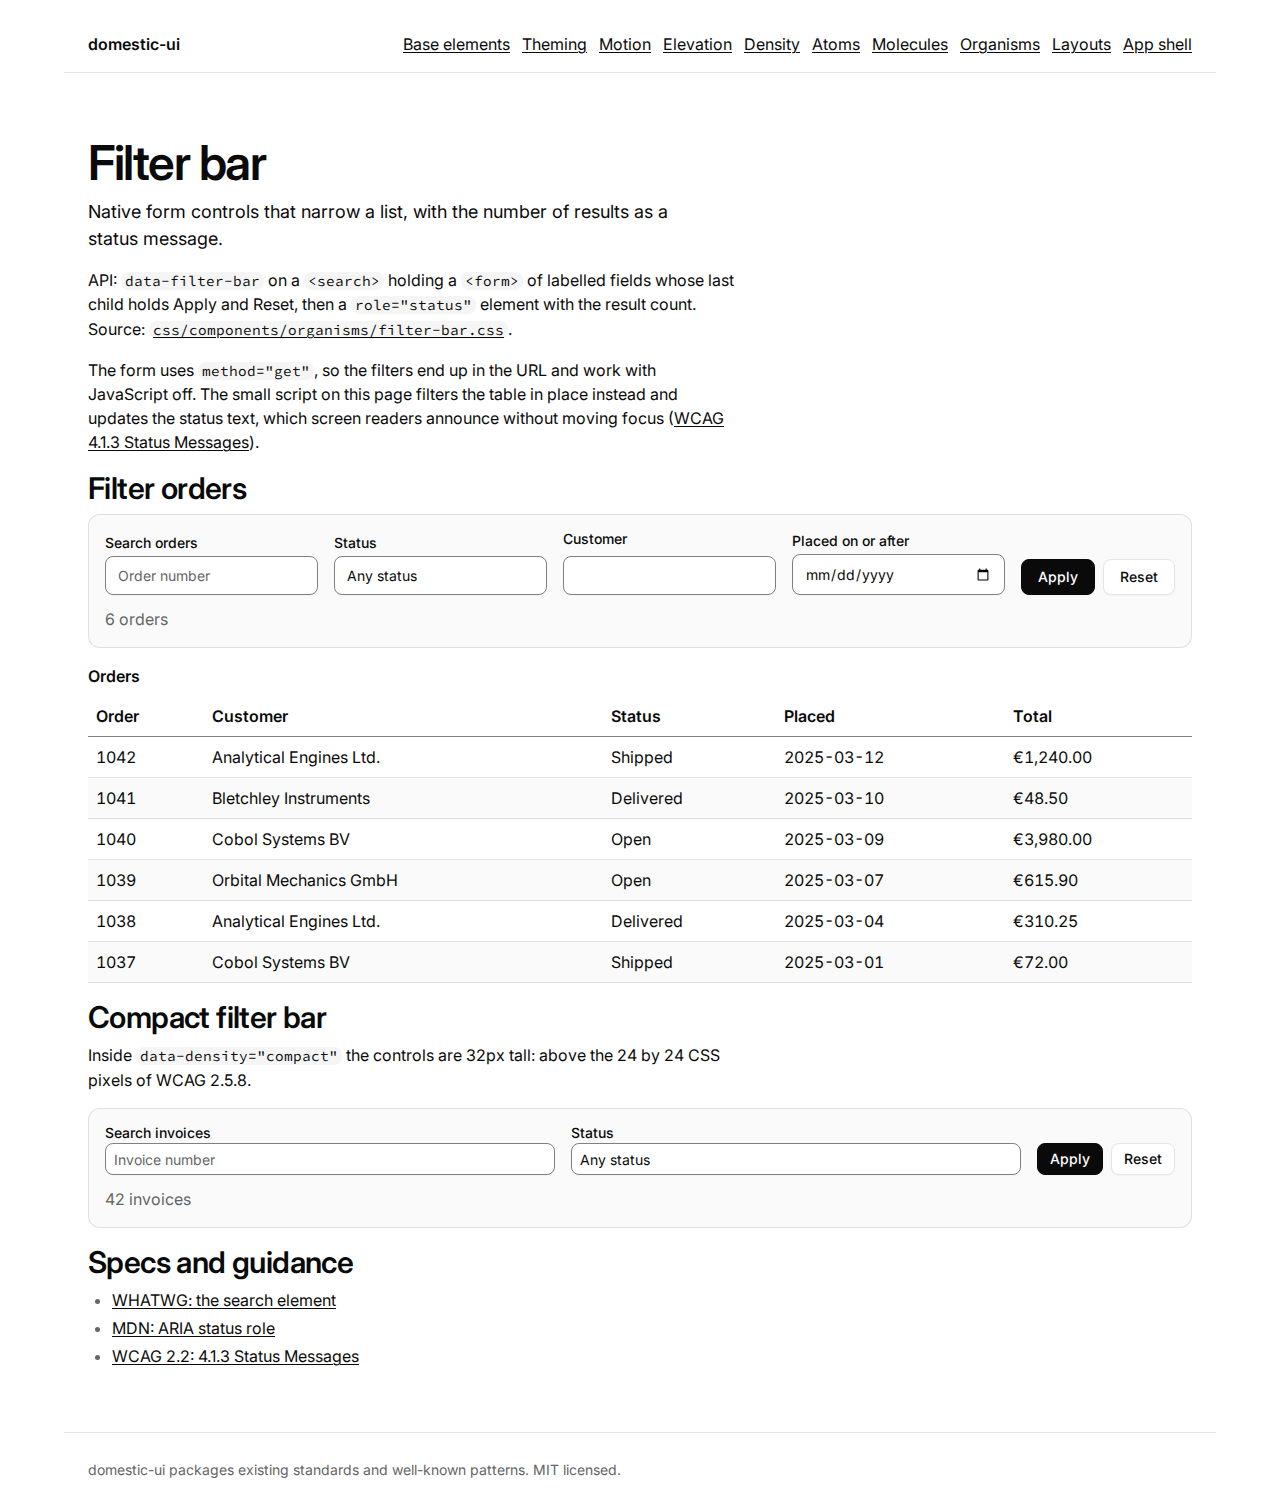 domestic-ui
Base elements Theming Motion Elevation Density Atoms Molecules Organisms Layouts App shell
Filter bar
Native form controls that narrow a list, with the number of results as a
status message.
API: data-filter-bar on a <search> holding a <form> of labelled fields whose last
child holds Apply and Reset, then a role="status" element with the result count.
Source: css/components/organisms/filter-bar.css.
The form uses method="get", so the filters end up in the URL and work with
JavaScript off. The small script on this page filters the table in place instead and
updates the status text, which screen readers announce without moving focus (WCAG
4.1.3 Status Messages).
Filter orders
Search orders Status Customer Placed on or after
Order number Any status mm/dd/yyyy Apply Reset
6 orders
Orders
Order Customer Status Placed Total
1042 Analytical Engines Ltd. Shipped 2025-03-12 €1,240.00
1041 Bletchley Instruments Delivered 2025-03-10 €48.50
1040 Cobol Systems BV Open 2025-03-09 €3,980.00
1039 Orbital Mechanics GmbH Open 2025-03-07 €615.90
1038 Analytical Engines Ltd. Delivered 2025-03-04 €310.25
1037 Cobol Systems BV Shipped 2025-03-01 €72.00
Compact filter bar
Inside data-density="compact" the controls are 32px tall: above the 24 by 24 CSS
pixels of WCAG 2.5.8.
Search invoices Status
Invoice number Any status Apply Reset
42 invoices
Specs and guidance
WHATWG: the search element
MDN: ARIA status role
WCAG 2.2: 4.1.3 Status Messages
domestic-ui packages existing standards and well-known patterns. MIT licensed.